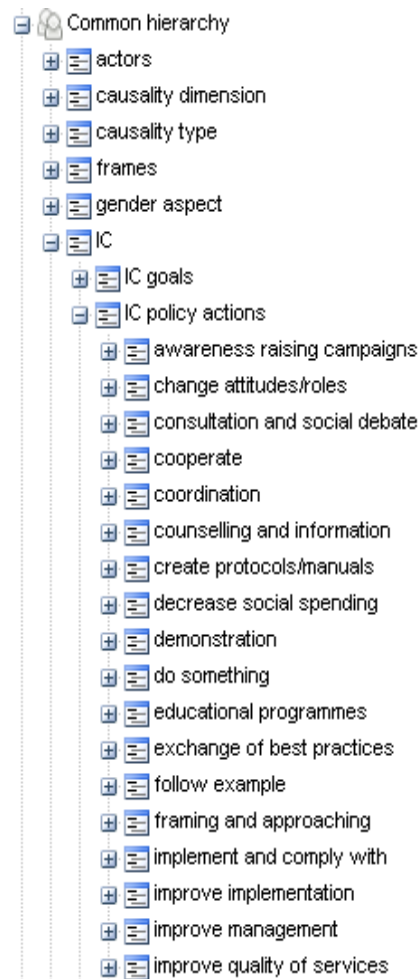 Common hierarchy
actors
causality dimension
causality type
frames
gender aspect
IC
IC goals
IC policy actions
awareness raising campaigns
change attitudes/roles
consultation and social debate
cooperate
coordination
counselling and information
create protocols/manuals
decrease social spending
demonstration
do something
educational programmes
exchange of best practices
follow example
framing and approaching
implement and comply with
improve implementation
improve management
improve quality of services